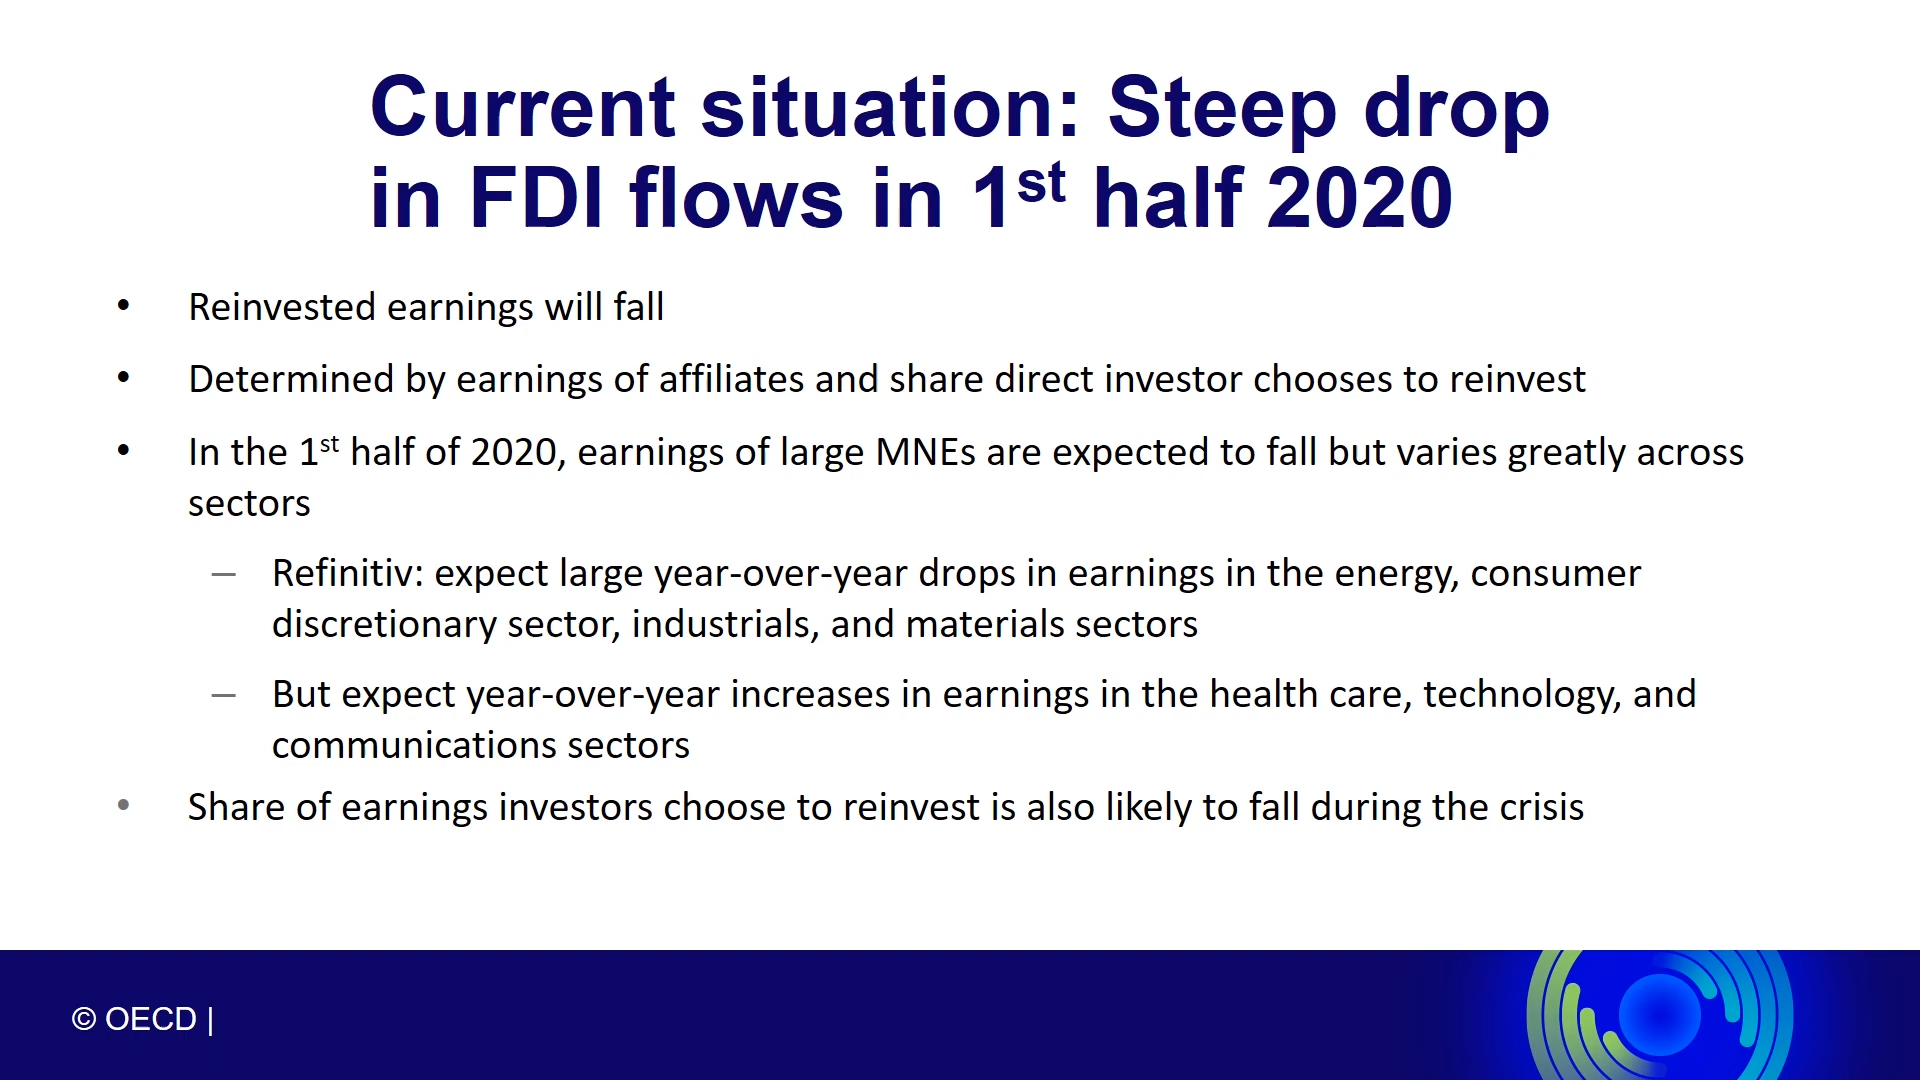 Current situation: Steep drop
in FDI flows in 1st half 2020
• Reinvested earnings will fall
• Determined by earnings of affiliates and share direct investor chooses to reinvest
• In the 1st half of 2020, earnings of large MNEs are expected to fall but varies greatly across
sectors
– Refinitiv: expect large year-over-year drops in earnings in the energy, consumer
discretionary sector, industrials, and materials sectors
– But expect year-over-year increases in earnings in the health care, technology, and
communications sectors
• Share of earnings investors choose to reinvest is also likely to fall during the crisis
© OECD |